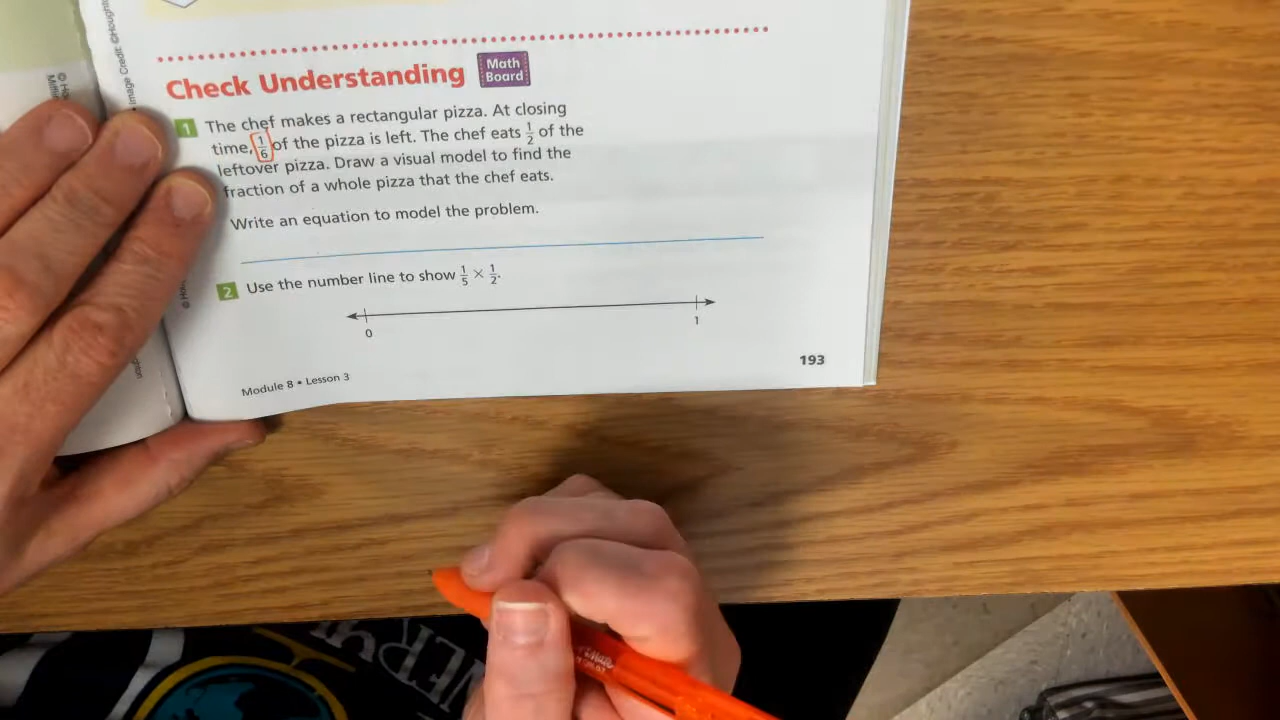 Image Credit: ©Hought
Check Understanding
Math
Board
1 The chef makes a rectangular pizza. At closing
time, 1/6 of the pizza is left. The chef eats 1/2 of the
leftover pizza. Draw a visual model to find the
fraction of a whole pizza that the chef eats.
Write an equation to model the problem.
2 Use the number line to show 1/5 × 1/2.
0 1
Module 8 • Lesson 3
193